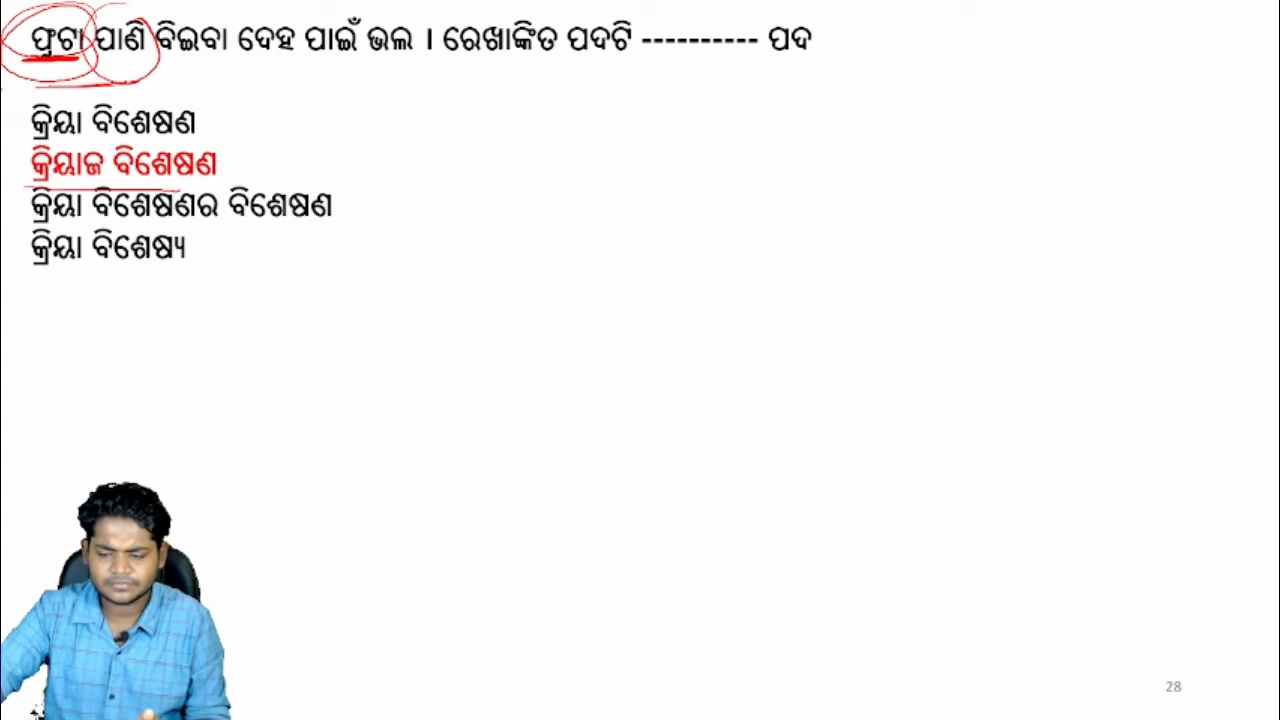 ଫୁଟା ପାଣି ବିଇବା ଦେହ ପାଇଁ ଭଲ । ରେଖାଙ୍କିତ ପଦଟି ---------- ପଦ
କ୍ରିୟା ବିଶେଷଣ
କ୍ରିୟାଜ ବିଶେଷଣ
କ୍ରିୟା ବିଶେଷଣର ବିଶେଷଣ
କ୍ରିୟା ବିଶେଷ୍ୟ
28